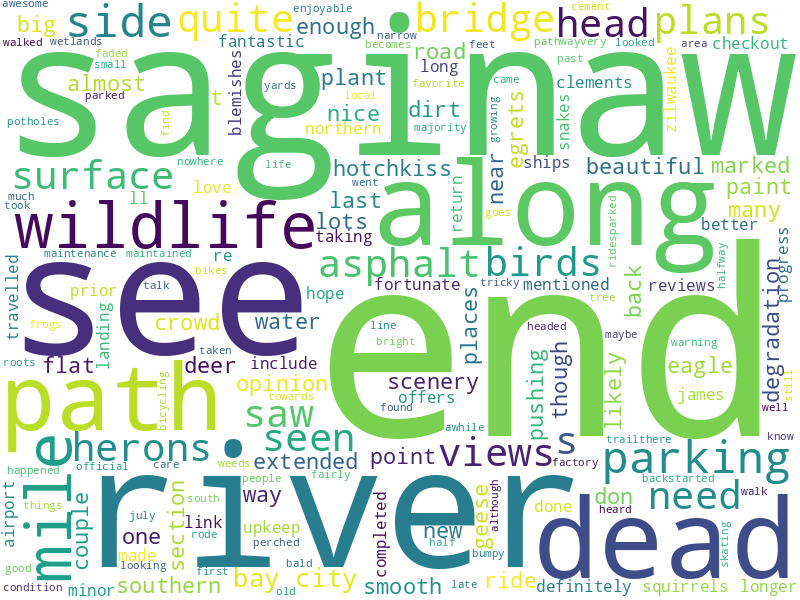 awesome
side
quite
enjoyable
enough
bridge
cement
head
plans
big
walked
wetlands
fantastic
narrow
feet
pathwayvery
looked
area
checkout
faded
small
almost
parked
t
blemishes
plant
becomes
road
long
yards
past
came
clements
zilwaukee
saginaw
potholes
find
local
nice
favorite
dirt
majority
northern
growing
egrets
snakes
marked
paint
many
nowhere
life
hotchkiss
near
ships
beautiful
surface
ll
love
last
went
lots
return
along
better
much
took
wildlife
taking
goes
ridesparked
halfway
progress
maintenance
maintained
re
asphalt
birds
back
reviews
degradation
travelled
see
bikes
talk
prior
hope
fortunate
tricky
mentioned
places
tree
frogs
landing
crowd
water
line
bright
headed
maybe
warning
roots
flat
taken
deer
include
scenery
pushing
though
likely
eagle
still
path
bicycling
opinion
towards
offers
found
end
james
well
saw
awhile
mile
herons
seen
extended
point
views
s
trailthere
parking
know
happened
official
care
weeds
people
fairly
factory
backstarted
walk
airport
things
couple
section
way
south
river
completed
geese
although
done
don
need
heard
skating
one
july
link
rode
upkeep
new
half
dead
made
looking
perched
bumpy
good
condition
minor
southern
first
bay city
old
bald
smooth
late
ride
definitely
squirrels
longer